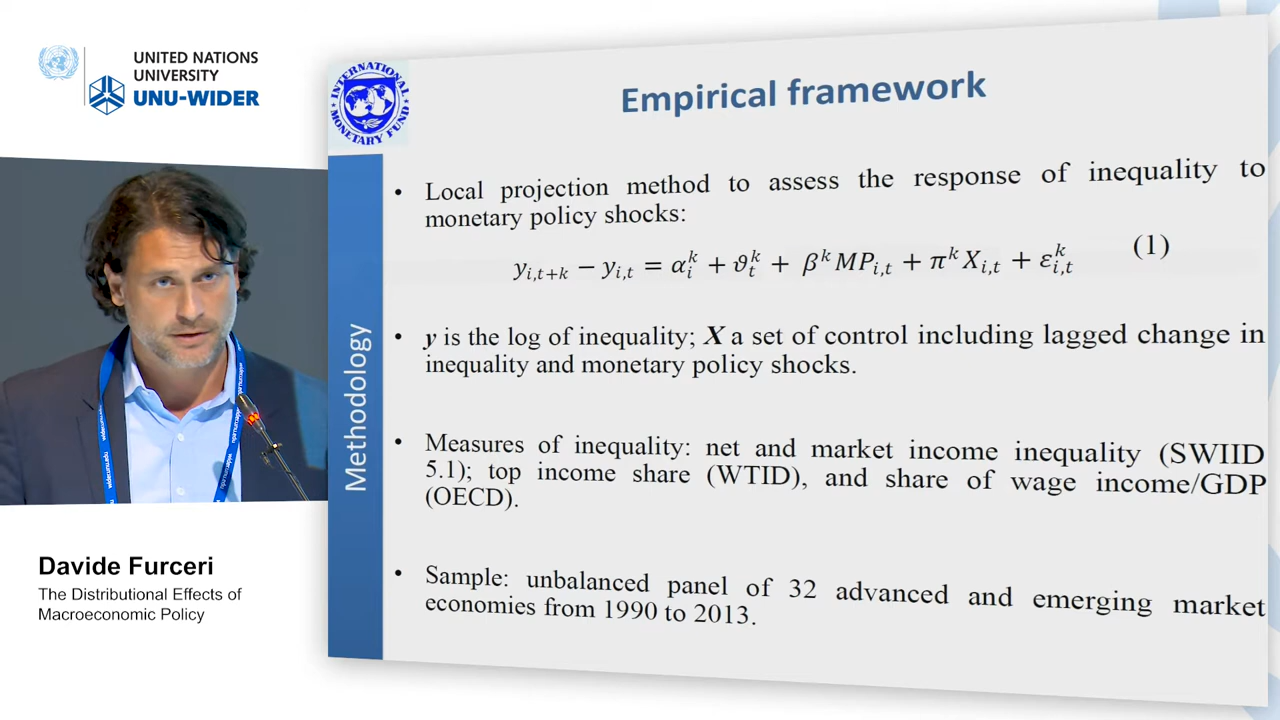 UNITED NATIONS
UNIVERSITY
UNU-WIDER
INTERNATIONAL MONETARY FUND
Empirical framework
Methodology
• Local projection method to assess the response of inequality to
monetary policy shocks:
y_{i,t+k} − y_{i,t} = α_i^k + ϑ_t^k + β^k MP_{i,t} + π^k X_{i,t} + ε_{i,t}^k (1)
• y is the log of inequality; X a set of control including lagged change in
inequality and monetary policy shocks.
• Measures of inequality: net and market income inequality (SWIID
5.1); top income share (WTID), and share of wage income/GDP
(OECD).
• Sample: unbalanced panel of 32 advanced and emerging market
economies from 1990 to 2013.
Davide Furceri
The Distributional Effects of
Macroeconomic Policy